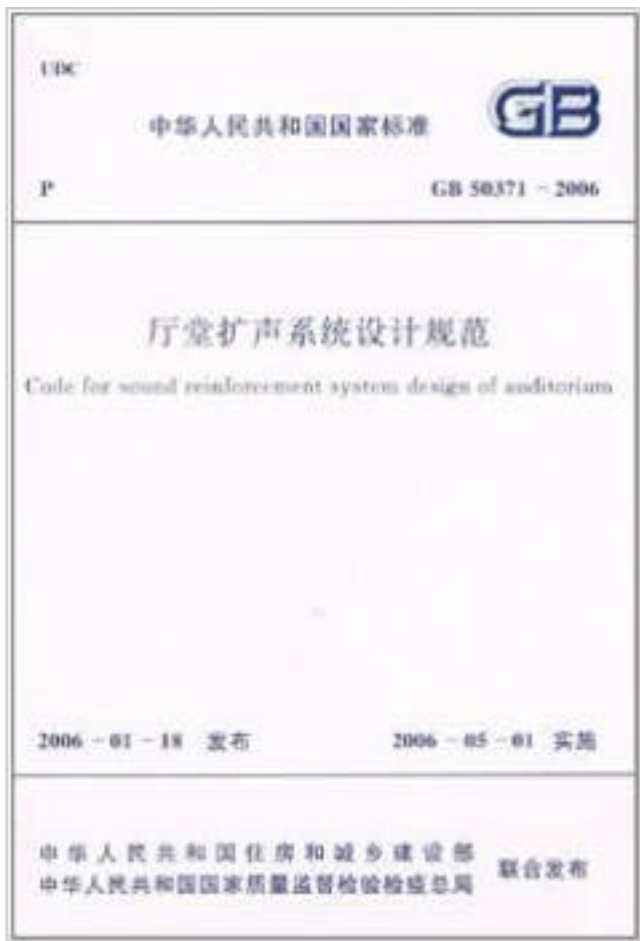 UDC
中华人民共和国国家标准
GB
P
GB 50371－2006
厅堂扩声系统设计规范
Code for sound reinforcement system design of auditorium
2006－01－18 发布
2006－05－01 实施
中华人民共和国住房和城乡建设部
中华人民共和国国家质量监督检验检疫总局
联合发布